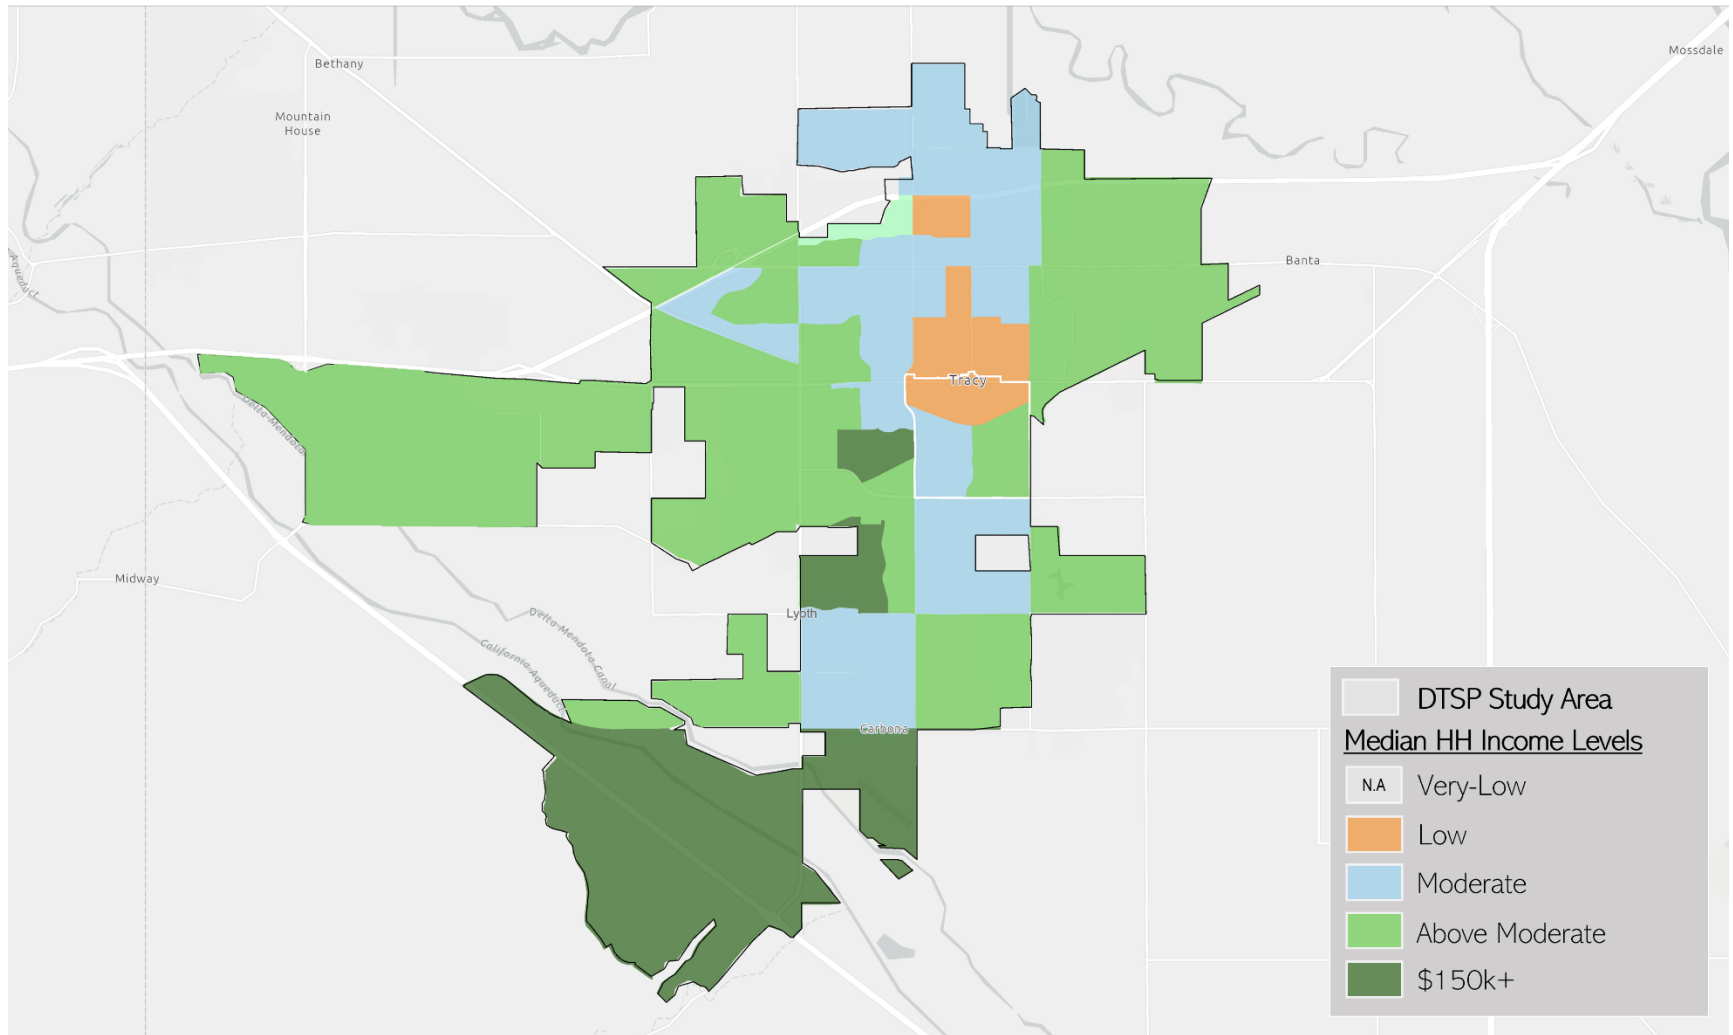 Mossdale
Bethany
Mountain
House
Banta
Aqueduct
Tracy
Delta-Mendota
Midway
Lyoth
Delta-Mendota Canal
California Aqueduct
Carbona
DTSP Study Area
Median HH Income Levels
N.A Very-Low
Low
Moderate
Above Moderate
$150k+